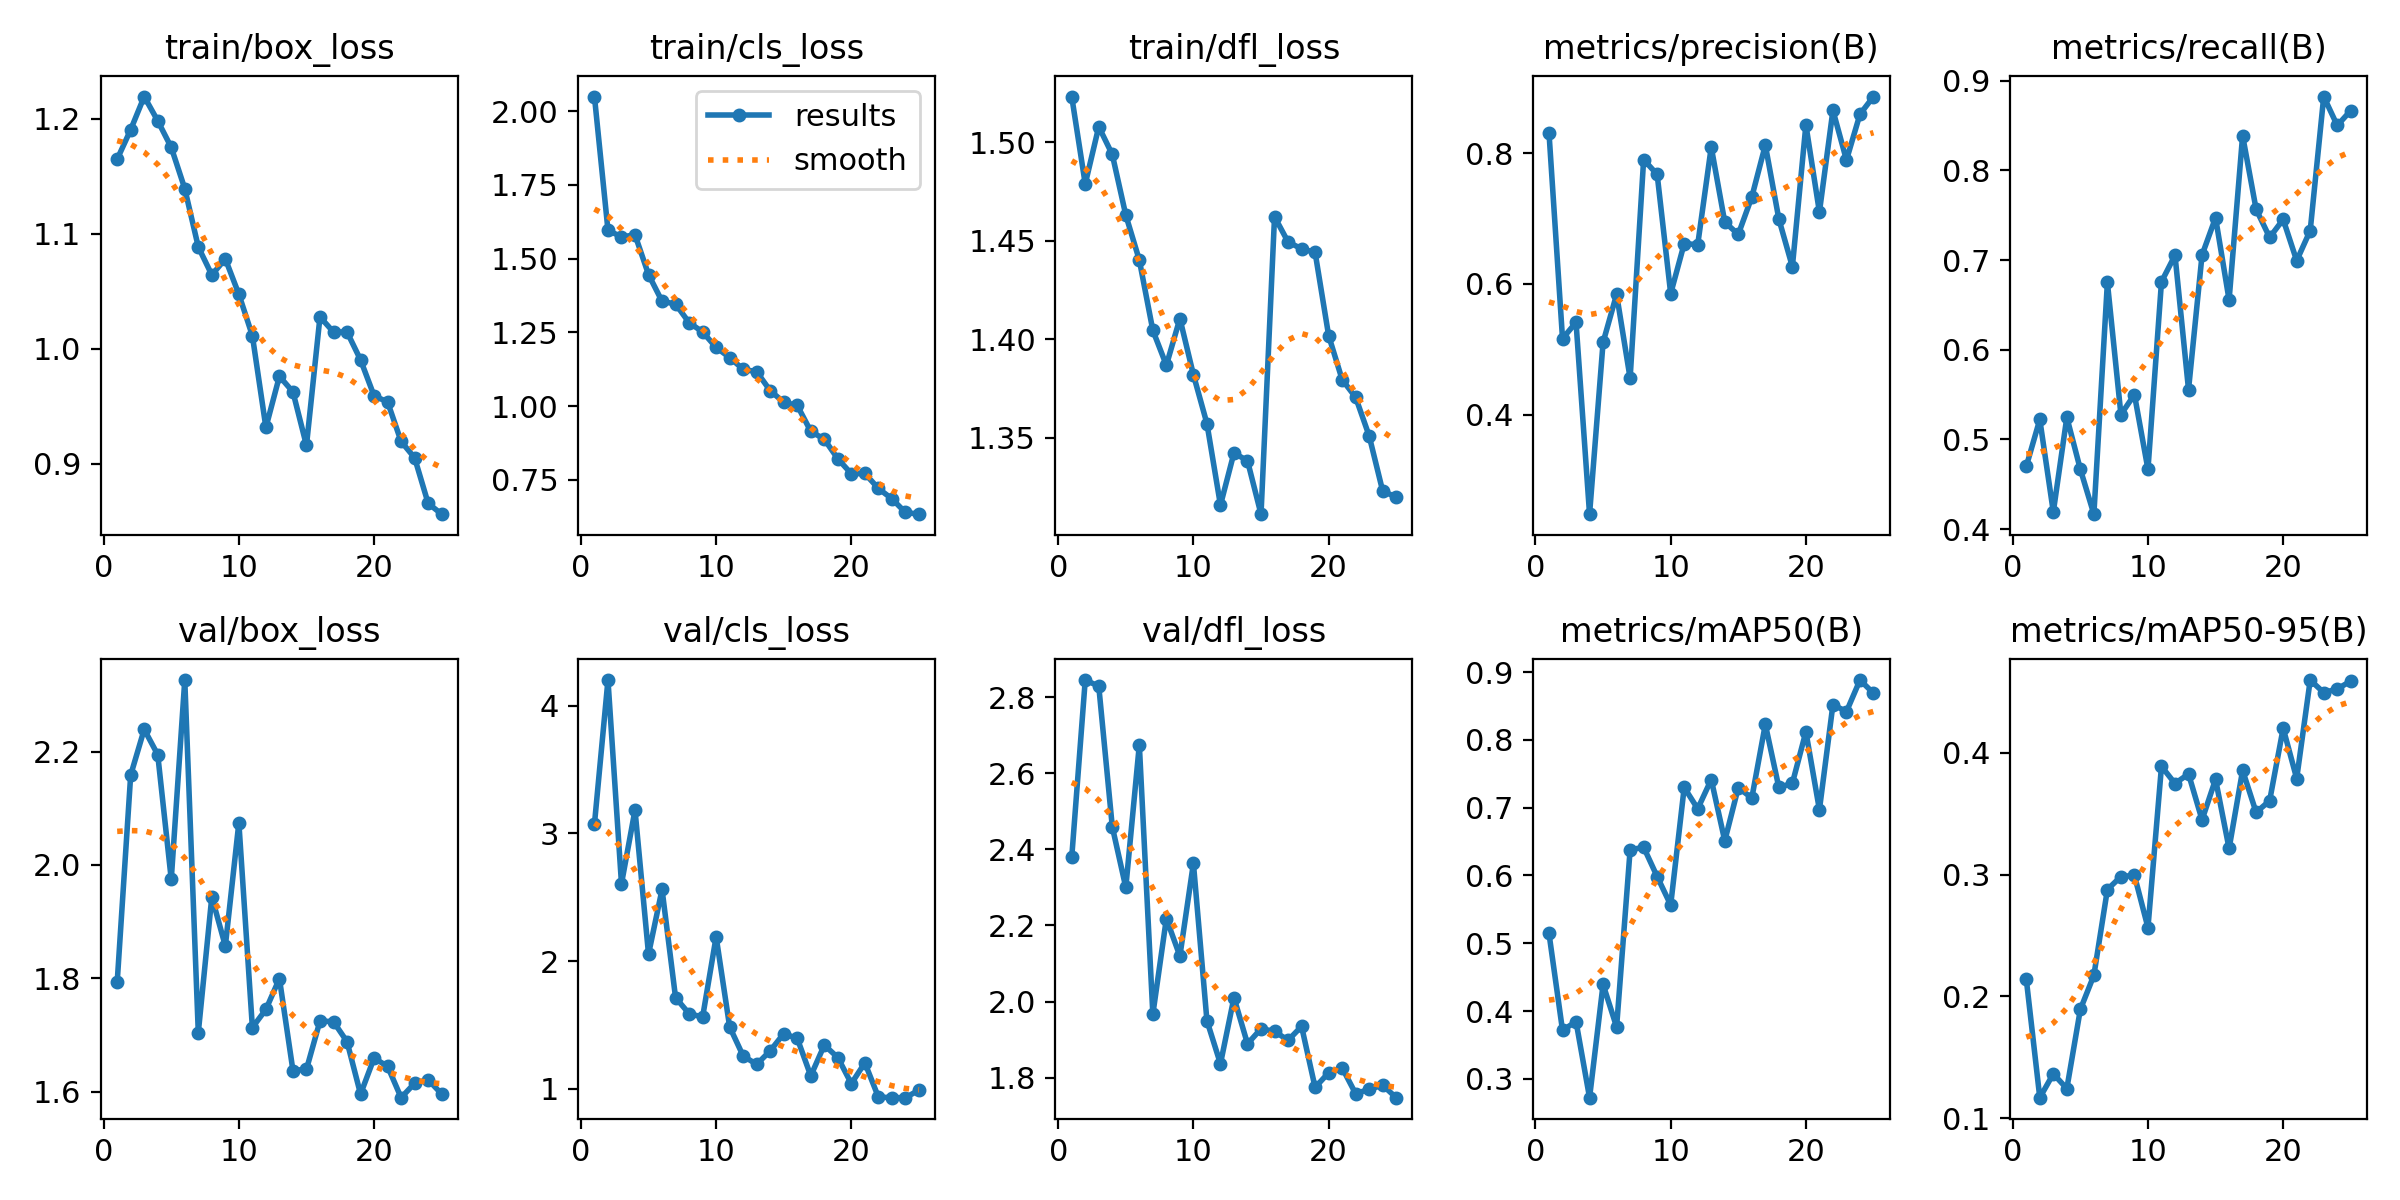 train/box_loss
1.2
1.1
1.0
0.9
0 10 20
train/cls_loss
results
smooth
2.00
1.75
1.50
1.25
1.00
0.75
0 10 20
train/dfl_loss
1.50
1.45
1.40
1.35
0 10 20
metrics/precision(B)
0.8
0.6
0.4
0 10 20
metrics/recall(B)
0.9
0.8
0.7
0.6
0.5
0.4
0 10 20
val/box_loss
2.2
2.0
1.8
1.6
0 10 20
val/cls_loss
4
3
2
1
0 10 20
val/dfl_loss
2.8
2.6
2.4
2.2
2.0
1.8
0 10 20
metrics/mAP50(B)
0.9
0.8
0.7
0.6
0.5
0.4
0.3
0 10 20
metrics/mAP50-95(B)
0.4
0.3
0.2
0.1
0 10 20